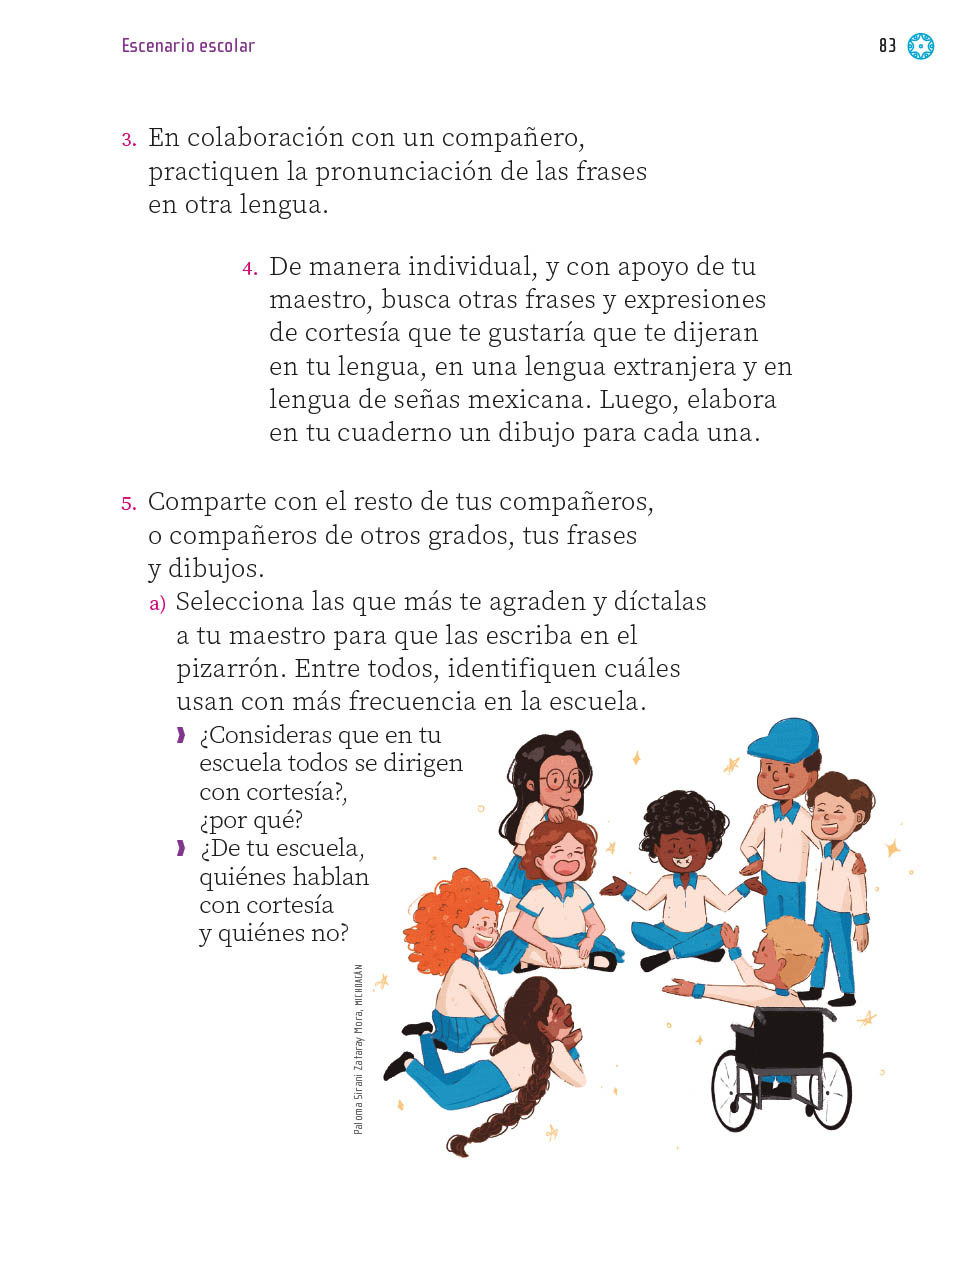 Escenario escolar
83
3. En colaboración con un compañero,
practiquen la pronunciación de las frases
en otra lengua.
4. De manera individual, y con apoyo de tu
maestro, busca otras frases y expresiones
de cortesía que te gustaría que te dijeran
en tu lengua, en una lengua extranjera y en
lengua de señas mexicana. Luego, elabora
en tu cuaderno un dibujo para cada una.
5. Comparte con el resto de tus compañeros,
o compañeros de otros grados, tus frases
y dibujos.
a) Selecciona las que más te agraden y díctalas
a tu maestro para que las escriba en el
pizarrón. Entre todos, identifiquen cuáles
usan con más frecuencia en la escuela.
¿Consideras que en tu
escuela todos se dirigen
con cortesía?,
¿por qué?
¿De tu escuela,
quiénes hablan
con cortesía
y quiénes no?
Paloma Sirani Zataray Mora, MICHOACÁN